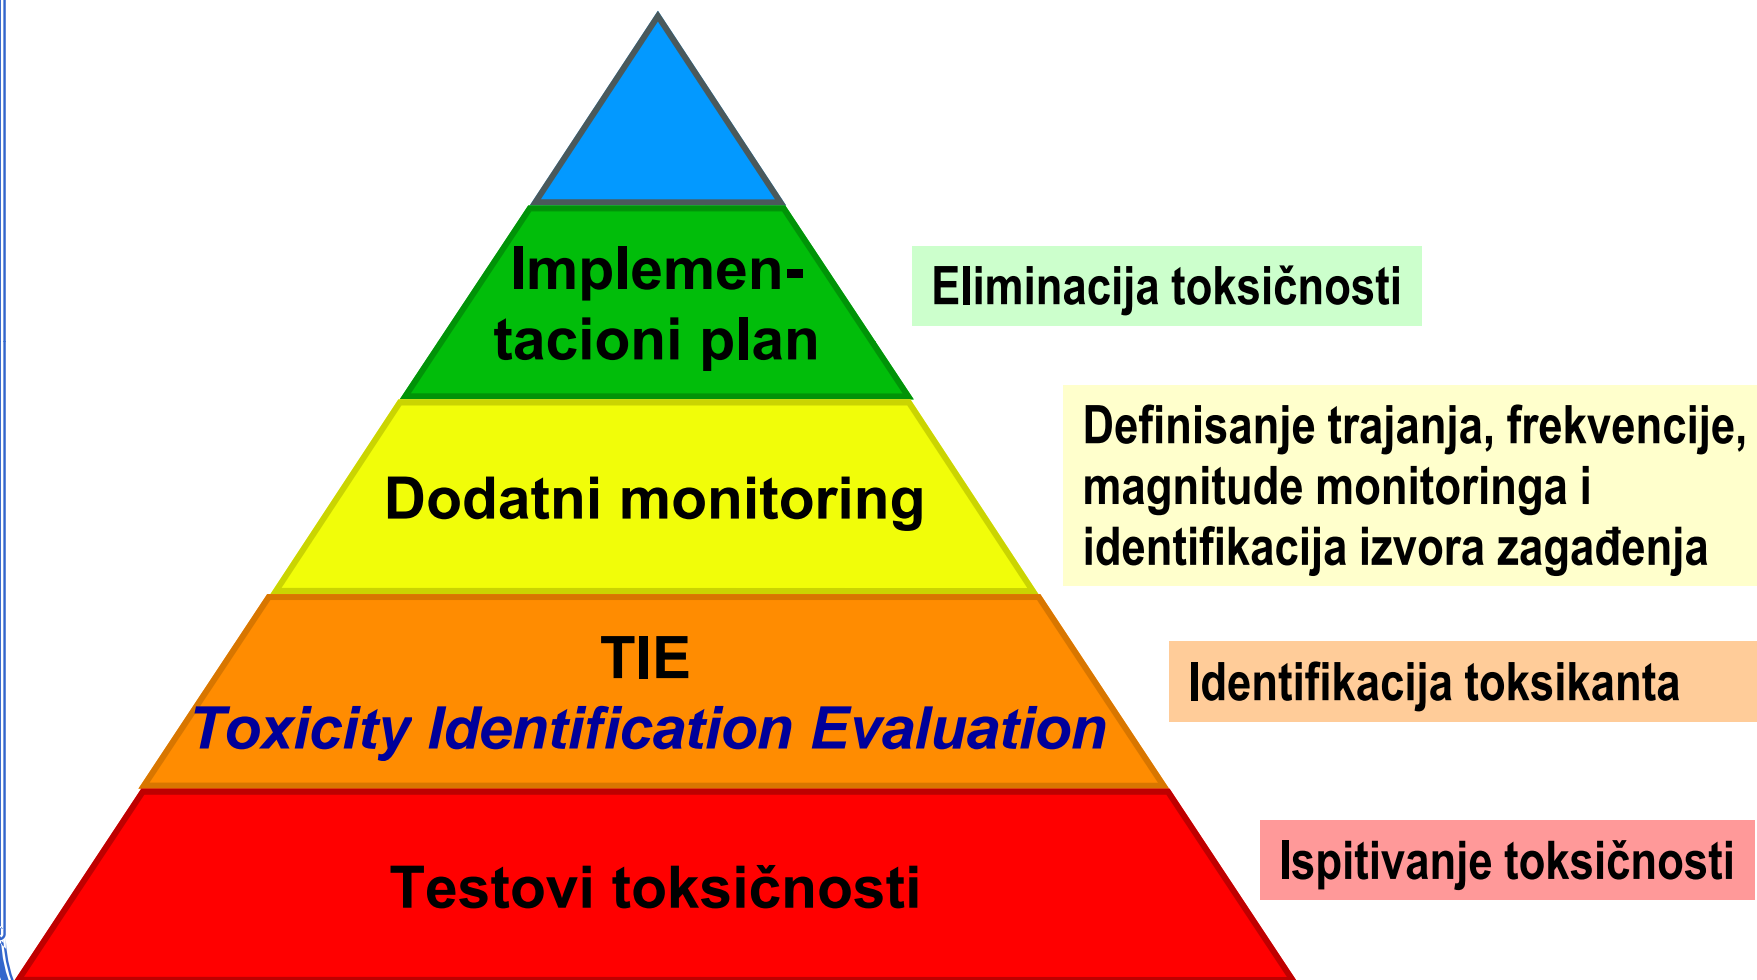 Implemen-
tacioni plan
Eliminacija toksičnosti
Dodatni monitoring
Definisanje trajanja, frekvencije,
magnitude monitoringa i
identifikacija izvora zagađenja
TIE
Toxicity Identification Evaluation
Identifikacija toksikanta
Testovi toksičnosti
Ispitivanje toksičnosti